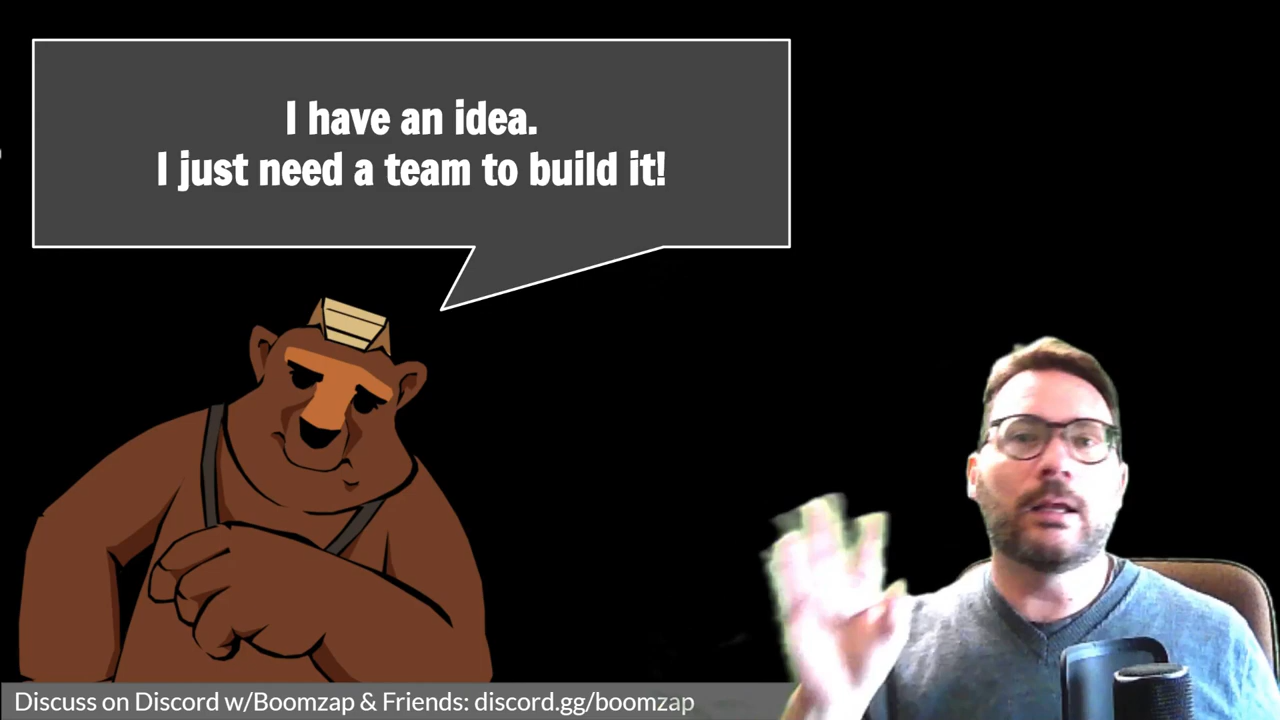 I have an idea.
I just need a team to build it!
Discuss on Discord w/Boomzap & Friends: discord.gg/boomzap